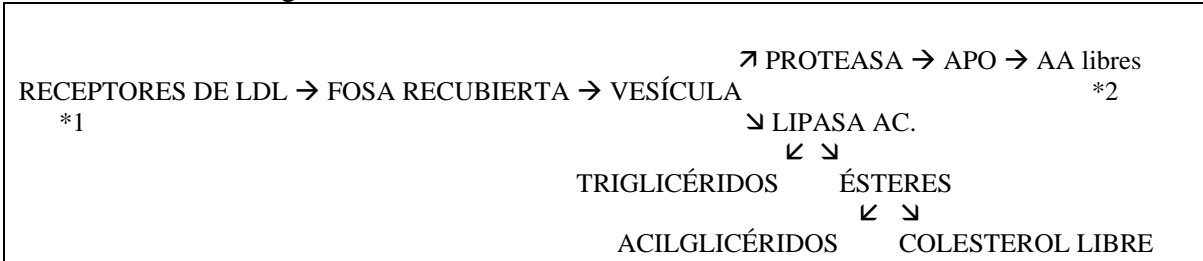 ↗ PROTEASA → APO → AA libres
RECEPTORES DE LDL → FOSA RECUBIERTA → VESÍCULA *2
*1 ↘ LIPASA AC.
↙ ↘
TRIGLICÉRIDOS ÉSTERES
↙ ↘
ACILGLICÉRIDOS COLESTEROL LIBRE